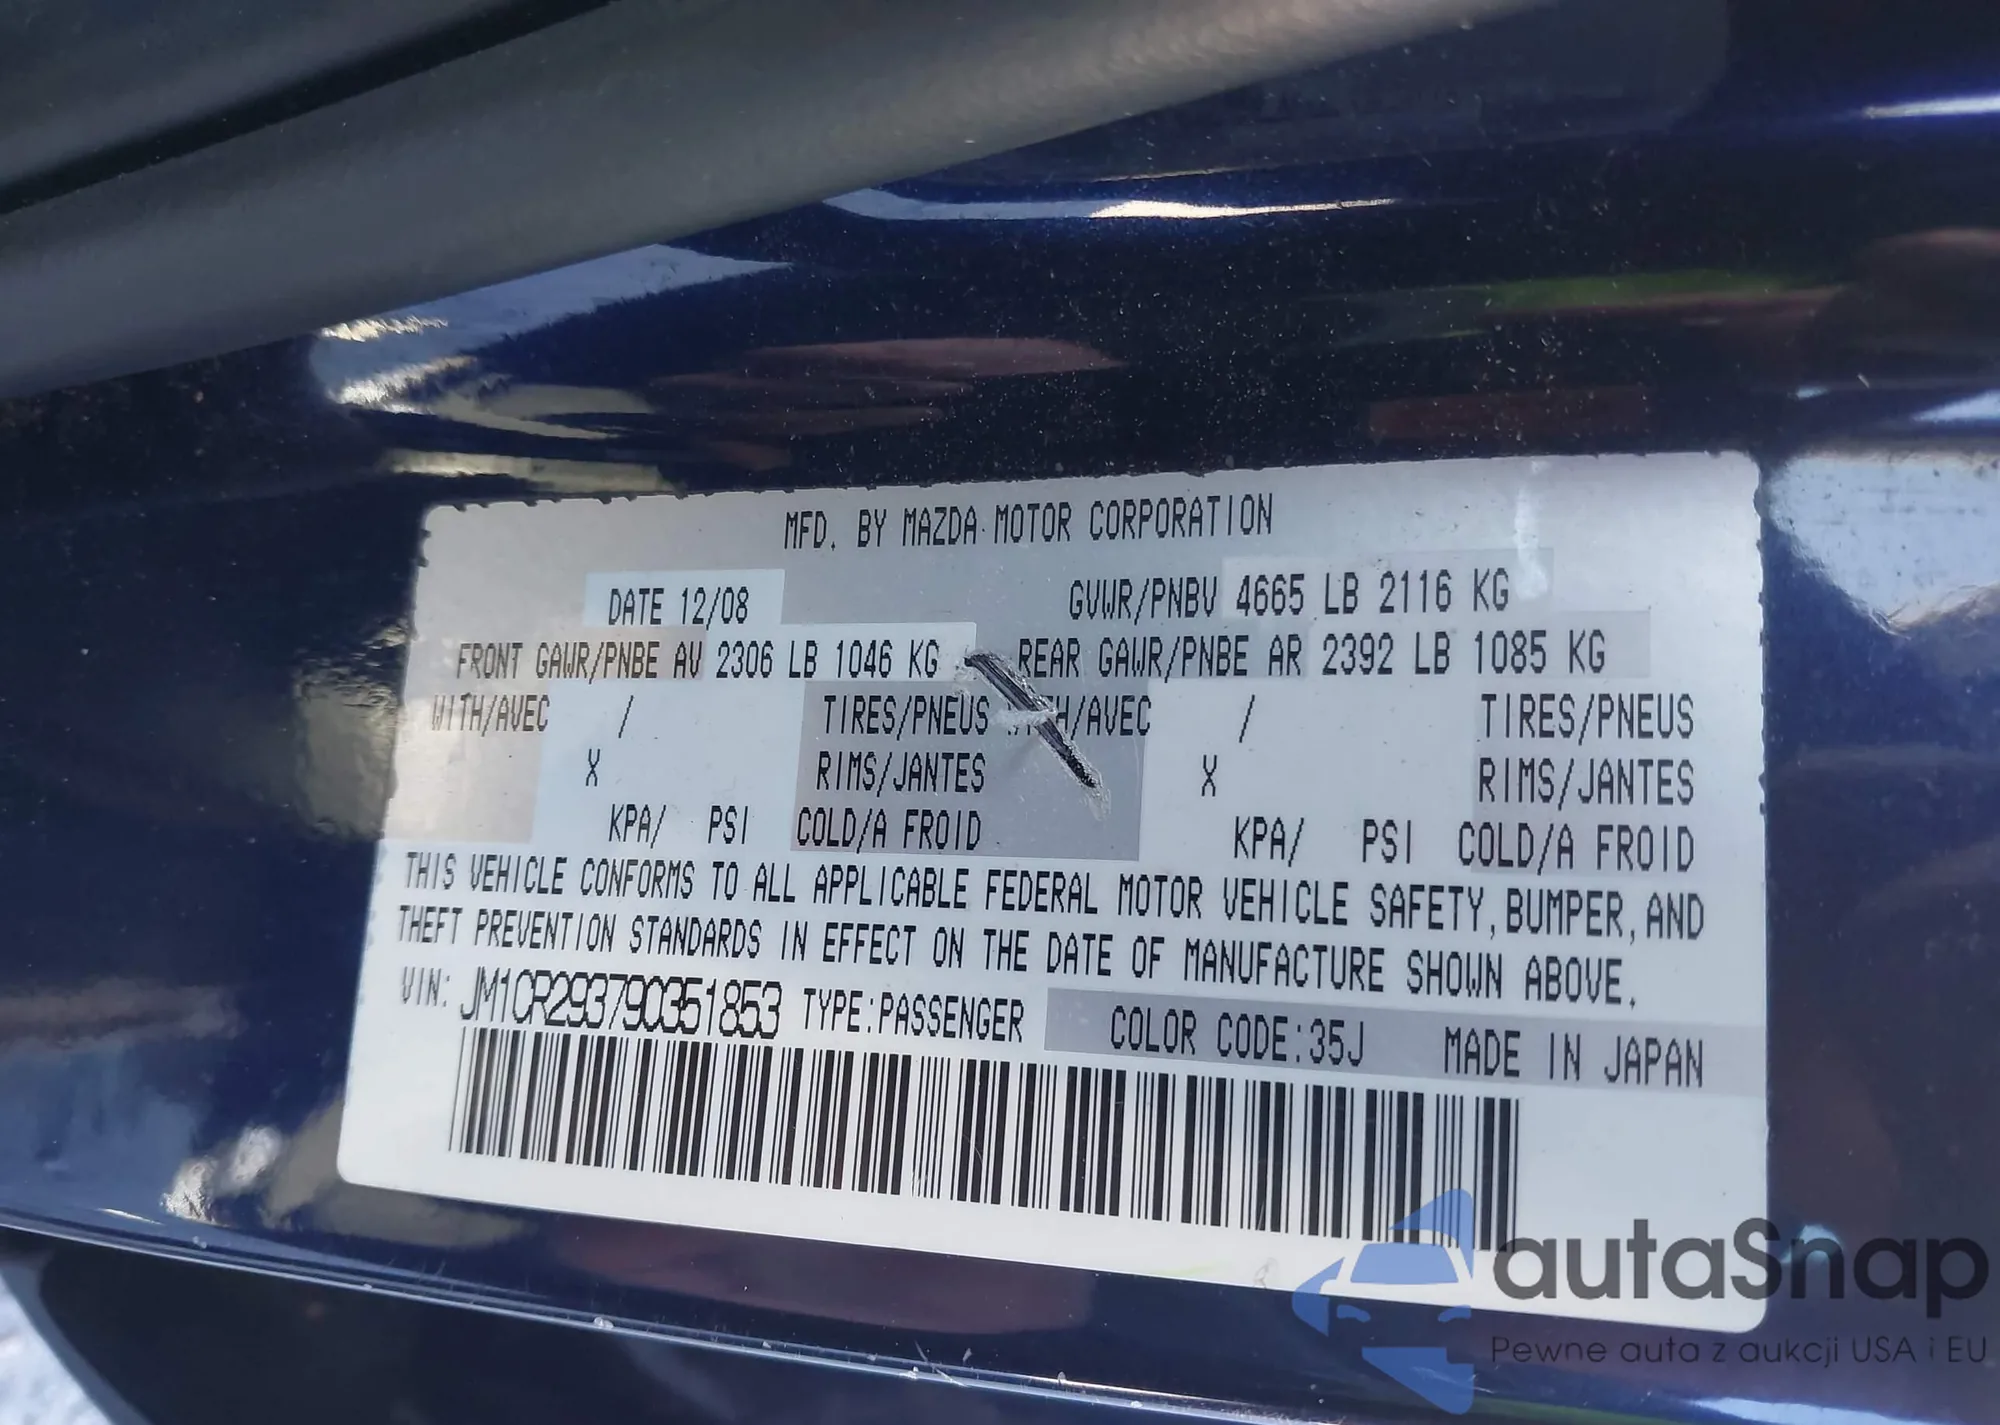 MFD. BY MAZDA MOTOR CORPORATION
DATE 12/08 GVWR/PNBV 4665 LB 2116 KG
FRONT GAWR/PNBE AV 2306 LB 1046 KG REAR GAWR/PNBE AR 2392 LB 1085 KG
WITH/AVEC / TIRES/PNEUS /AVEC / TIRES/PNEUS
X RIMS/JANTES X RIMS/JANTES
KPA/ PSI COLD/A FROID KPA/ PSI COLD/A FROID
THIS VEHICLE CONFORMS TO ALL APPLICABLE FEDERAL MOTOR VEHICLE SAFETY, BUMPER, AND
THEFT PREVENTION STANDARDS IN EFFECT ON THE DATE OF MANUFACTURE SHOWN ABOVE.
VIN: JM1CR293790351853 TYPE:PASSENGER COLOR CODE:35J MADE IN JAPAN
autaSnap
Pewne auta z aukcji USA i EU